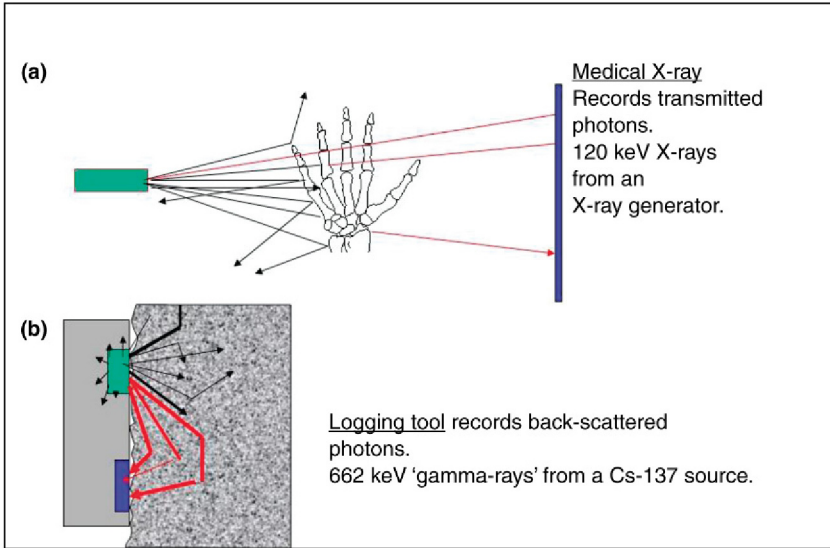 (a)
Medical X-ray
Records transmitted
photons.
120 keV X-rays
from an
X-ray generator.
(b)
Logging tool records back-scattered
photons.
662 keV ‘gamma-rays’ from a Cs-137 source.